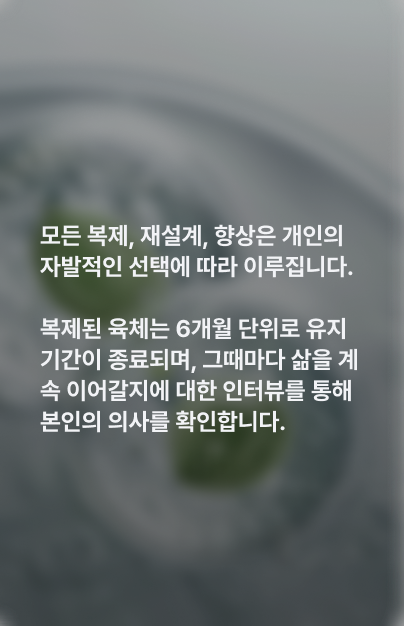 모든 복제, 재설계, 향상은 개인의
자발적인 선택에 따라 이루집니다.
복제된 육체는 6개월 단위로 유지
기간이 종료되며, 그때마다 삶을 계
속 이어갈지에 대한 인터뷰를 통해
본인의 의사를 확인합니다.